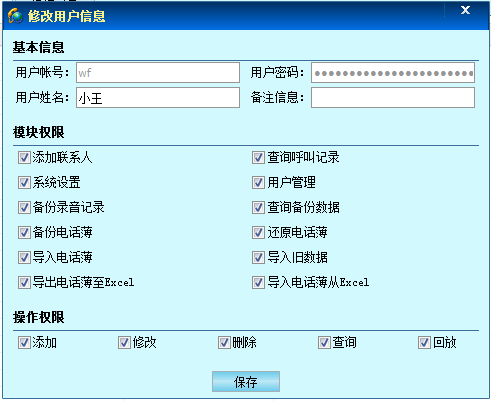 修改用户信息 X
基本信息
用户帐号: wf 用户密码: ●●●●●●●●●●●●●●●●●●●●●●●
用户姓名: 小王 备注信息:
模块权限
添加联系人 查询呼叫记录
系统设置 用户管理
备份录音记录 查询备份数据
备份电话薄 还原电话薄
导入电话薄 导入旧数据
导出电话薄至Excel 导入电话薄从Excel
操作权限
添加 修改 删除 查询 回放
保存